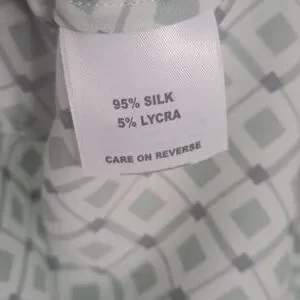 95% SILK
5% LYCRA
CARE ON REVERSE